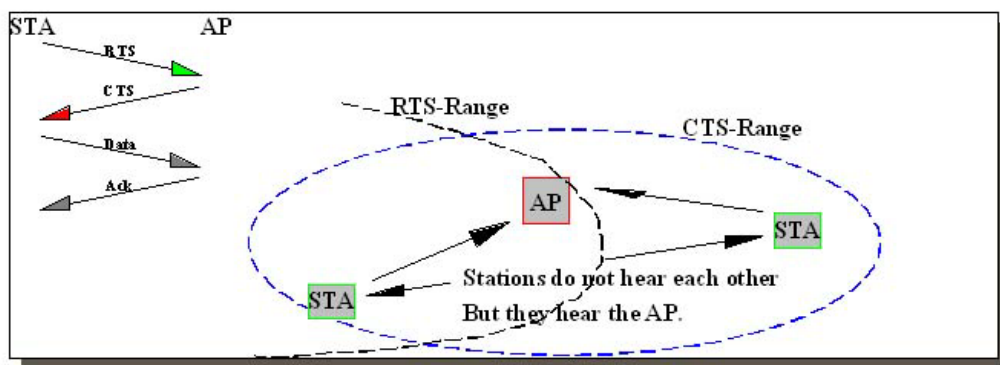 STA AP
RTS
CTS
Data
Ack
RTS-Range
CTS-Range
AP
STA
STA
Stations do not hear each other
But they hear the AP.